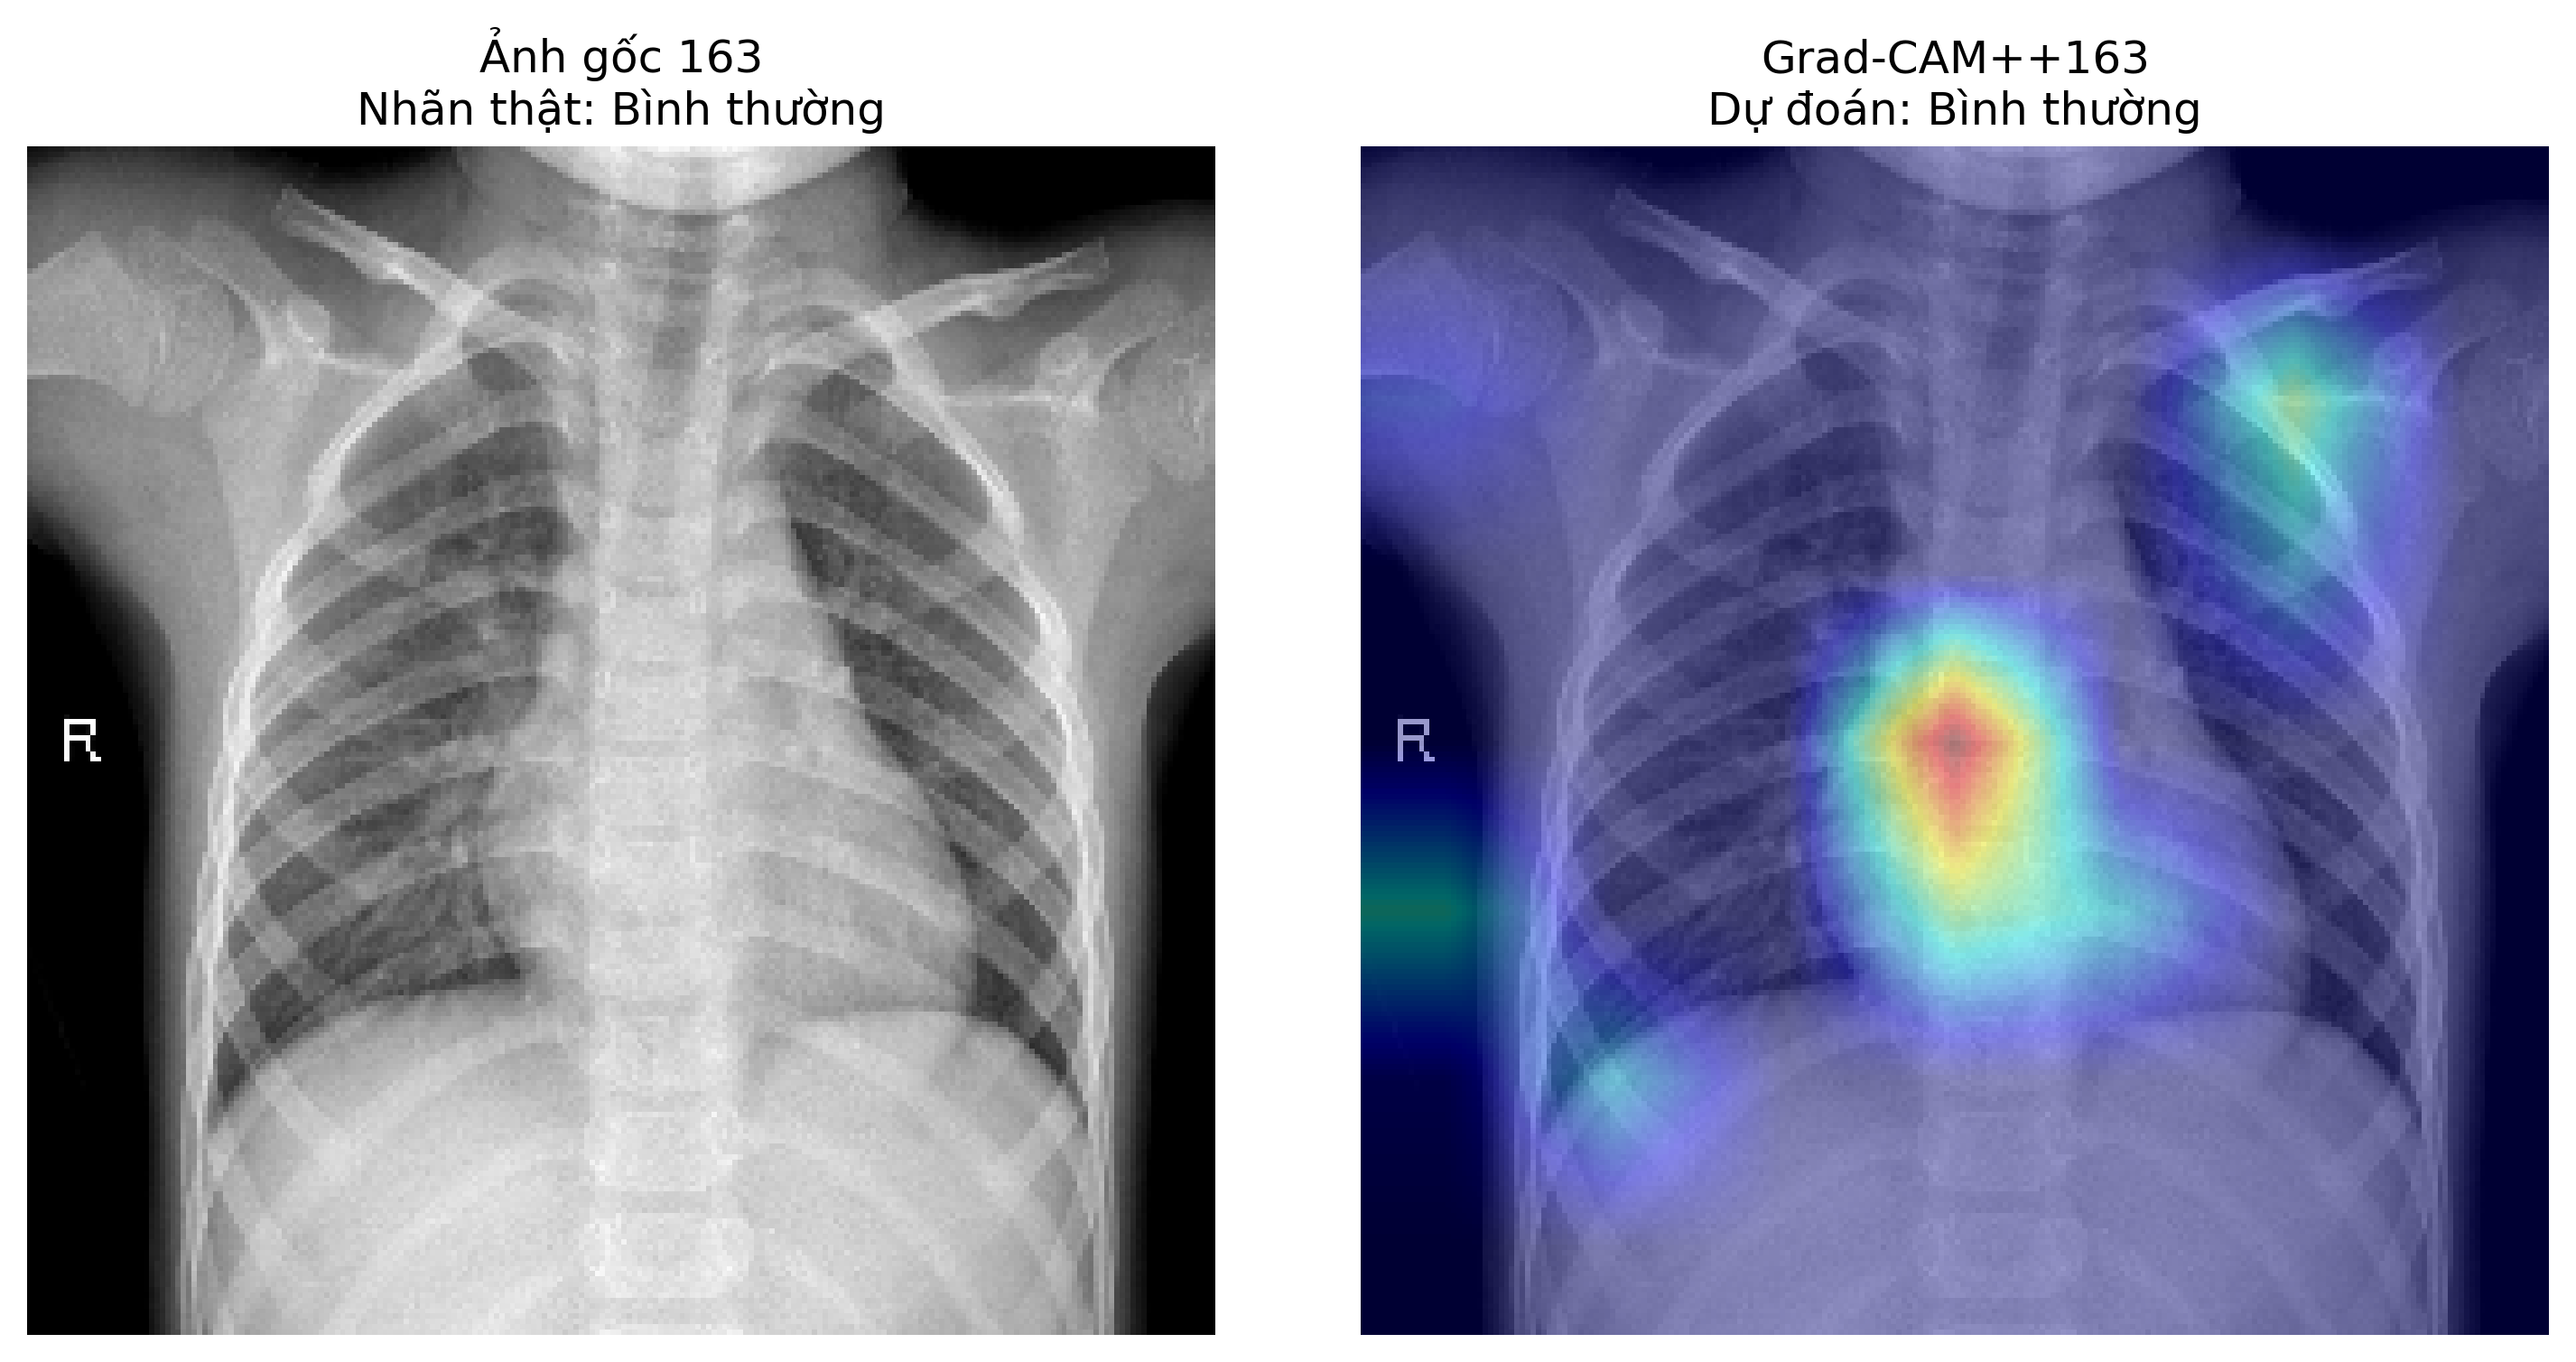 Ảnh gốc 163
Nhãn thật: Bình thường
Grad-CAM++163
Dự đoán: Bình thường
R
R